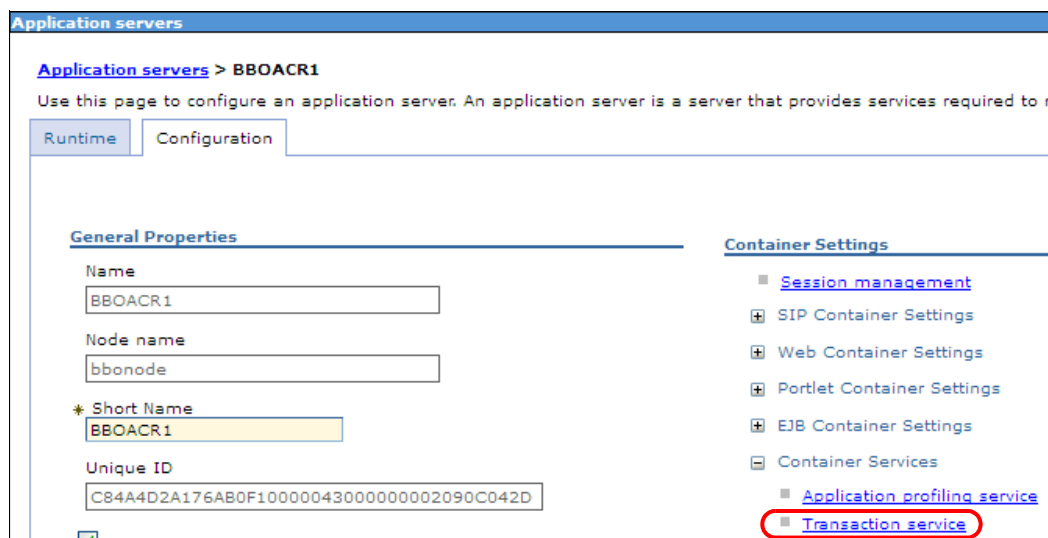 Application servers
Application servers > BBOACR1
Use this page to configure an application server. An application server is a server that provides services required to
Runtime
Configuration
General Properties
Name
BBOACR1
Node name
bbonode
* Short Name
BBOACR1
Unique ID
C84A4D2A176AB0F10000043000000002090C042D
Container Settings
Session management
SIP Container Settings
Web Container Settings
Portlet Container Settings
EJB Container Settings
Container Services
Application profiling service
Transaction service